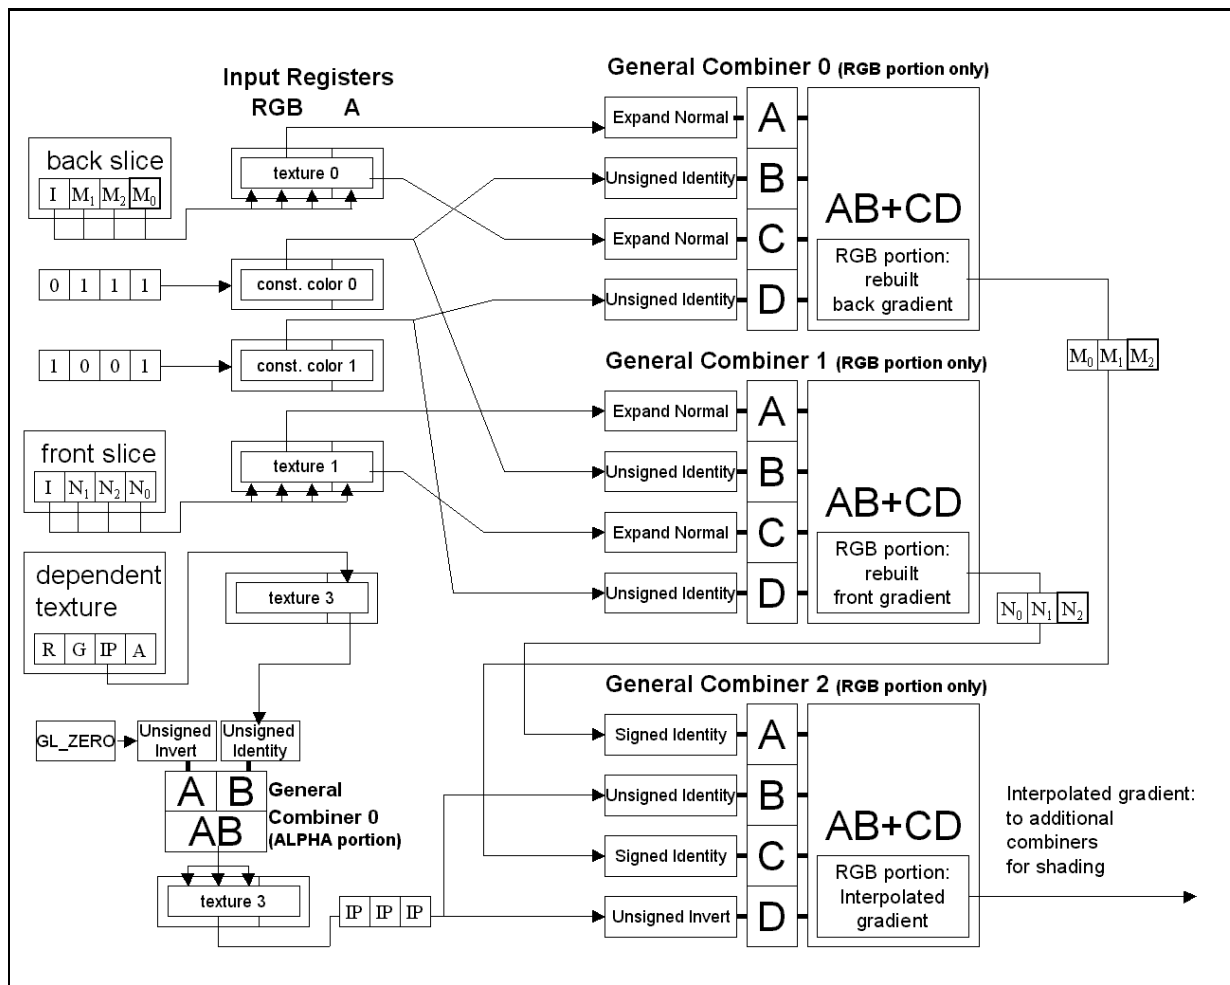 Input Registers
RGB A
back slice
I M1 M2 M0
texture 0
0 1 1 1
const. color 0
1 0 0 1
const. color 1
front slice
I N1 N2 N0
texture 1
dependent
texture
R G IP A
texture 3
GL_ZERO
Unsigned
Invert
Unsigned
Identity
A B
AB
General
Combiner 0
(ALPHA portion)
texture 3
IP IP IP
General Combiner 0 (RGB portion only)
Expand Normal A
Unsigned Identity B
Expand Normal C
Unsigned Identity D
AB+CD
RGB portion:
rebuilt
back gradient
M0 M1 M2
General Combiner 1 (RGB portion only)
Expand Normal A
Unsigned Identity B
Expand Normal C
Unsigned Identity D
AB+CD
RGB portion:
rebuilt
front gradient
N0 N1 N2
General Combiner 2 (RGB portion only)
Signed Identity A
Unsigned Identity B
Signed Identity C
Unsigned Invert D
AB+CD
RGB portion:
Interpolated
gradient
Interpolated gradient:
to additional
combiners
for shading